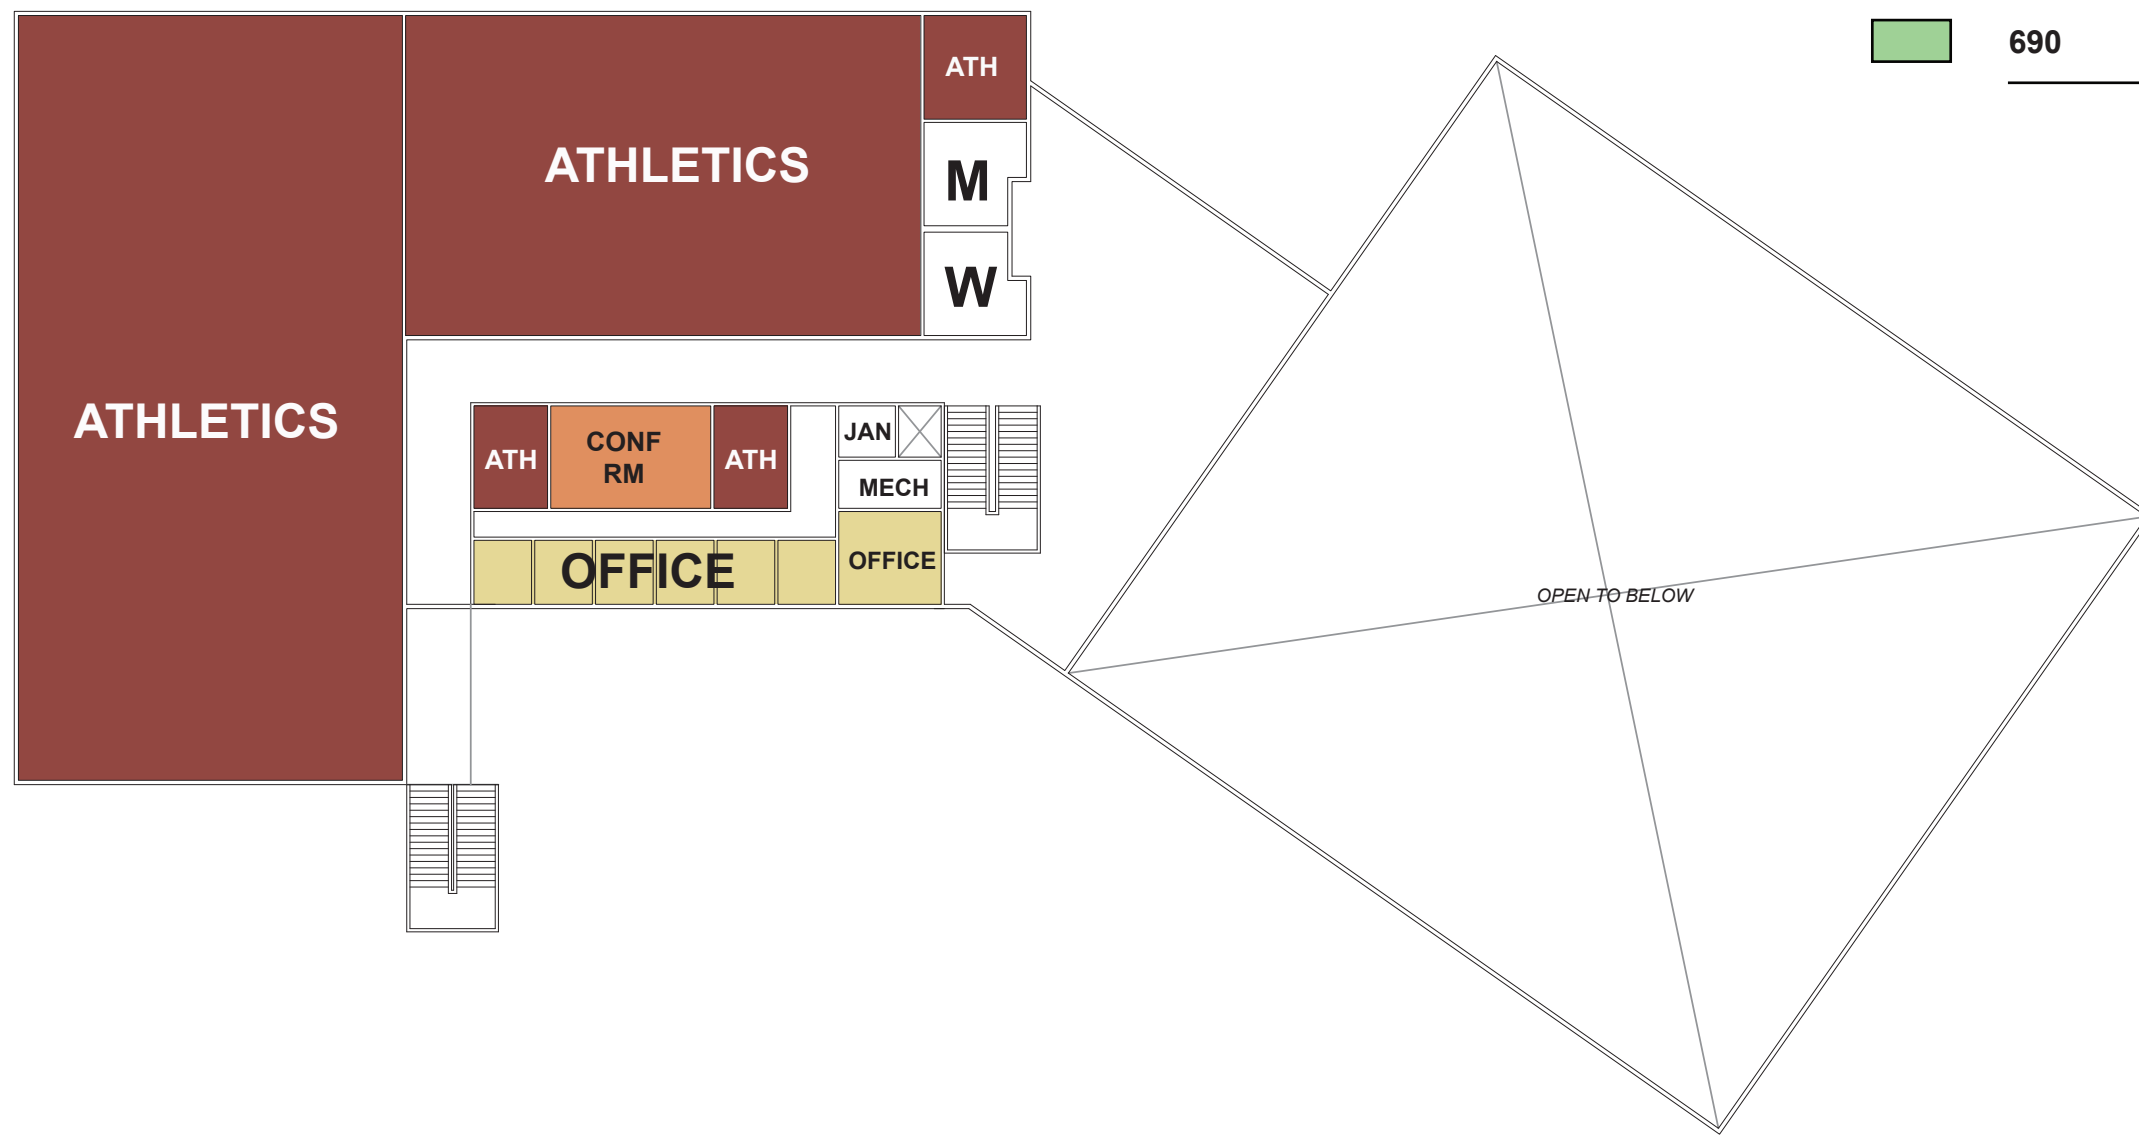 690
ATH
ATHLETICS
M
W
ATHLETICS
JAN
CONF
RM
ATH
ATH
MECH
OFFICE
OFFICE
OPEN TO BELOW